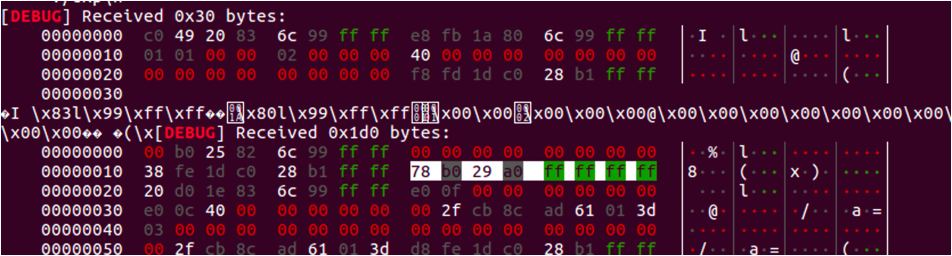 [DEBUG] Received 0x30 bytes:
00000000 c0 49 20 83 6c 99 ff ff e8 fb 1a 80 6c 99 ff ff │·I ·│l···│····│l···│
00000010 01 01 00 00 02 00 00 00 40 00 00 00 00 00 00 00 │····│····│@···│····│
00000020 00 00 00 00 00 00 00 00 f8 fd 1d c0 28 b1 ff ff │····│····│····│(···│
00000030
�I \x83l\x99\xff\xff��\x80l\x99\xff\xff\x00\x00\x00\x00\x00@\x00\x00\x00\x00\x00\x00\x00\
\x00\x00�� �(\x[DEBUG] Received 0x1d0 bytes:
00000000 00 b0 25 82 6c 99 ff ff 00 00 00 00 00 00 00 00 │··%·│l···│····│····│
00000010 38 fe 1d c0 28 b1 ff ff 78 b0 29 a0 ff ff ff ff │8···│(···│x·)·│····│
00000020 20 d0 1e 83 6c 99 ff ff e0 0f 00 00 00 00 00 00 │ ···│l···│····│····│
00000030 e0 0c 40 00 00 00 00 00 00 2f cb 8c ad 61 01 3d │··@·│····│·/··│·a·=│
00000040 03 00 00 00 00 00 00 00 00 00 00 00 00 00 00 00 │····│····│····│····│
00000050 00 2f cb 8c ad 61 01 3d d8 fe 1d c0 28 b1 ff ff │·/··│·a·=│····│(···│